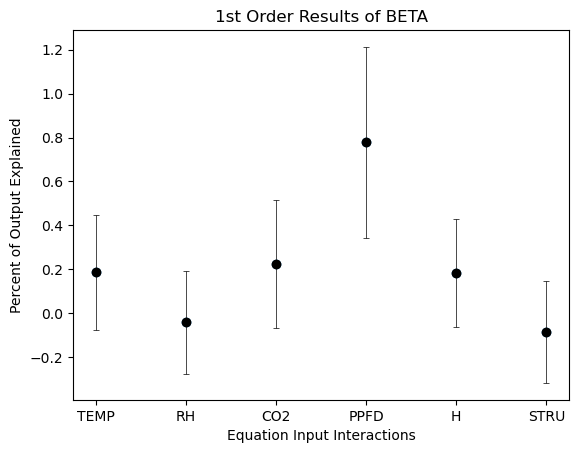 1st Order Results of BETA
Percent of Output Explained
1.2
1.0
0.8
0.6
0.4
0.2
0.0
−0.2
TEMP RH CO2 PPFD H STRU
Equation Input Interactions